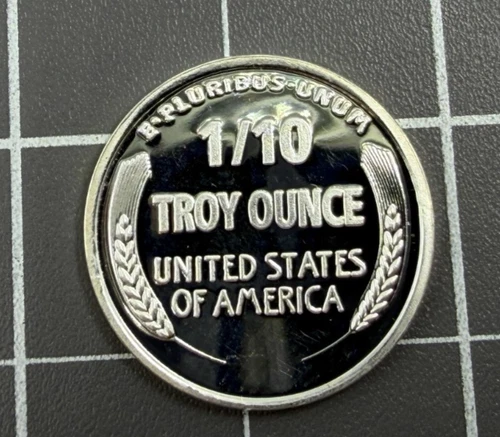 E·PLURIBUS·UNUM
1/10
TROY OUNCE
UNITED STATES
OF AMERICA